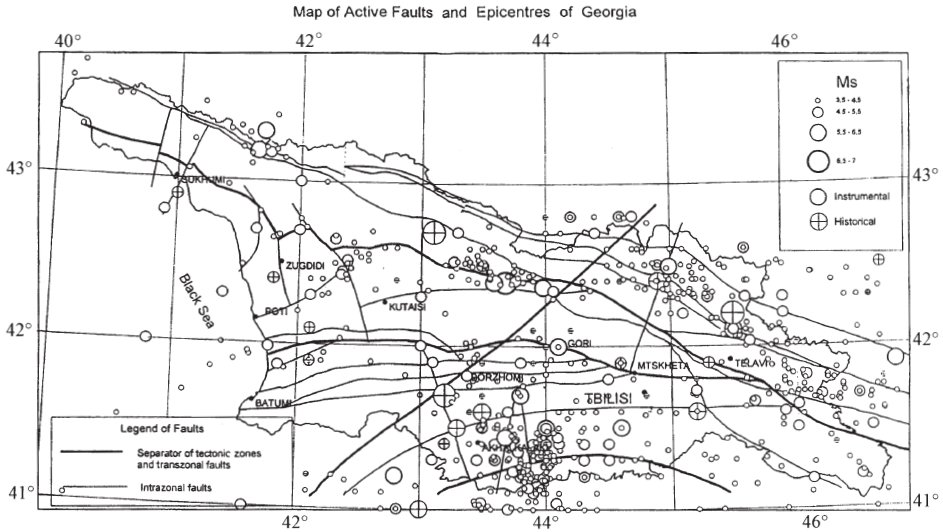 Map of Active Faults and Epicentres of Georgia
40° 42° 44° 46°
Ms
3,5 - 4,5
4,5 - 5,5
5,5 - 6,5
6,5 - 7
Instrumental
Historical
43° 43°
SUKHUMI
ZUGDIDI
Black Sea
POTI
KUTAISI
42° 42°
GORI
MTSKHETA
TELAVI
BORZHOMI
BATUMI
TBILISI
Legend of Faults
Separator of tectonic zones
and transzonal faults
Intrazonal faults
41° 41°
42° 44° 46°